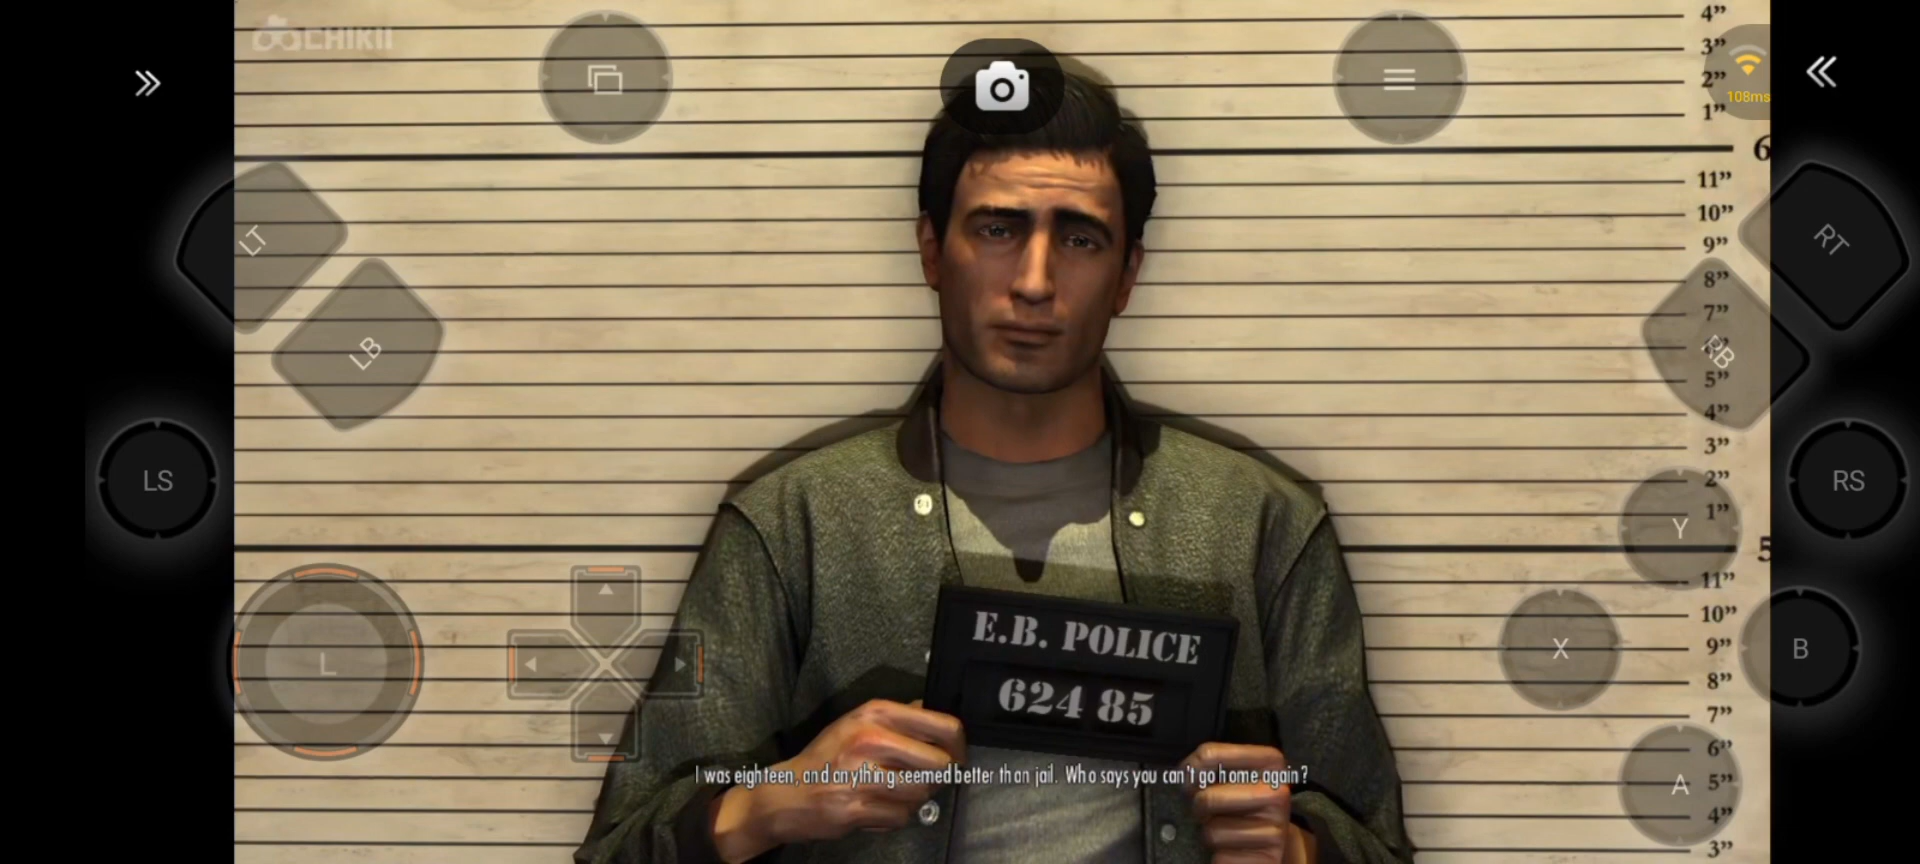 CHIKII
108ms
4”
3”
2”
1”
6
11”
10”
9”
8”
7”
5”
4”
3”
2”
1”
5
11”
10”
9”
8”
7”
6”
5”
4”
3”
LT
LB
LS
L
RT
RB
RS
Y
X
B
A
E.B. POLICE
624 85
I was eighteen, and anything seemed better than jail. Who says you can't go home again?